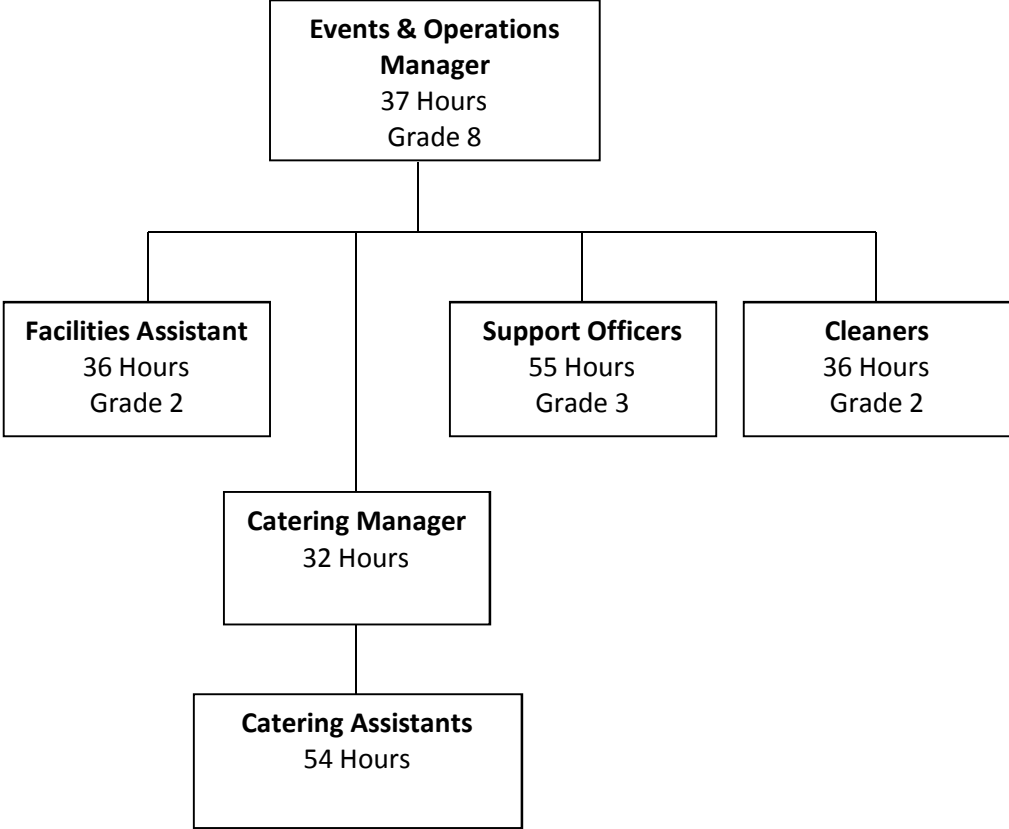 Events & Operations
Manager
37 Hours
Grade 8
Facilities Assistant
36 Hours
Grade 2
Support Officers
55 Hours
Grade 3
Cleaners
36 Hours
Grade 2
Catering Manager
32 Hours
Catering Assistants
54 Hours